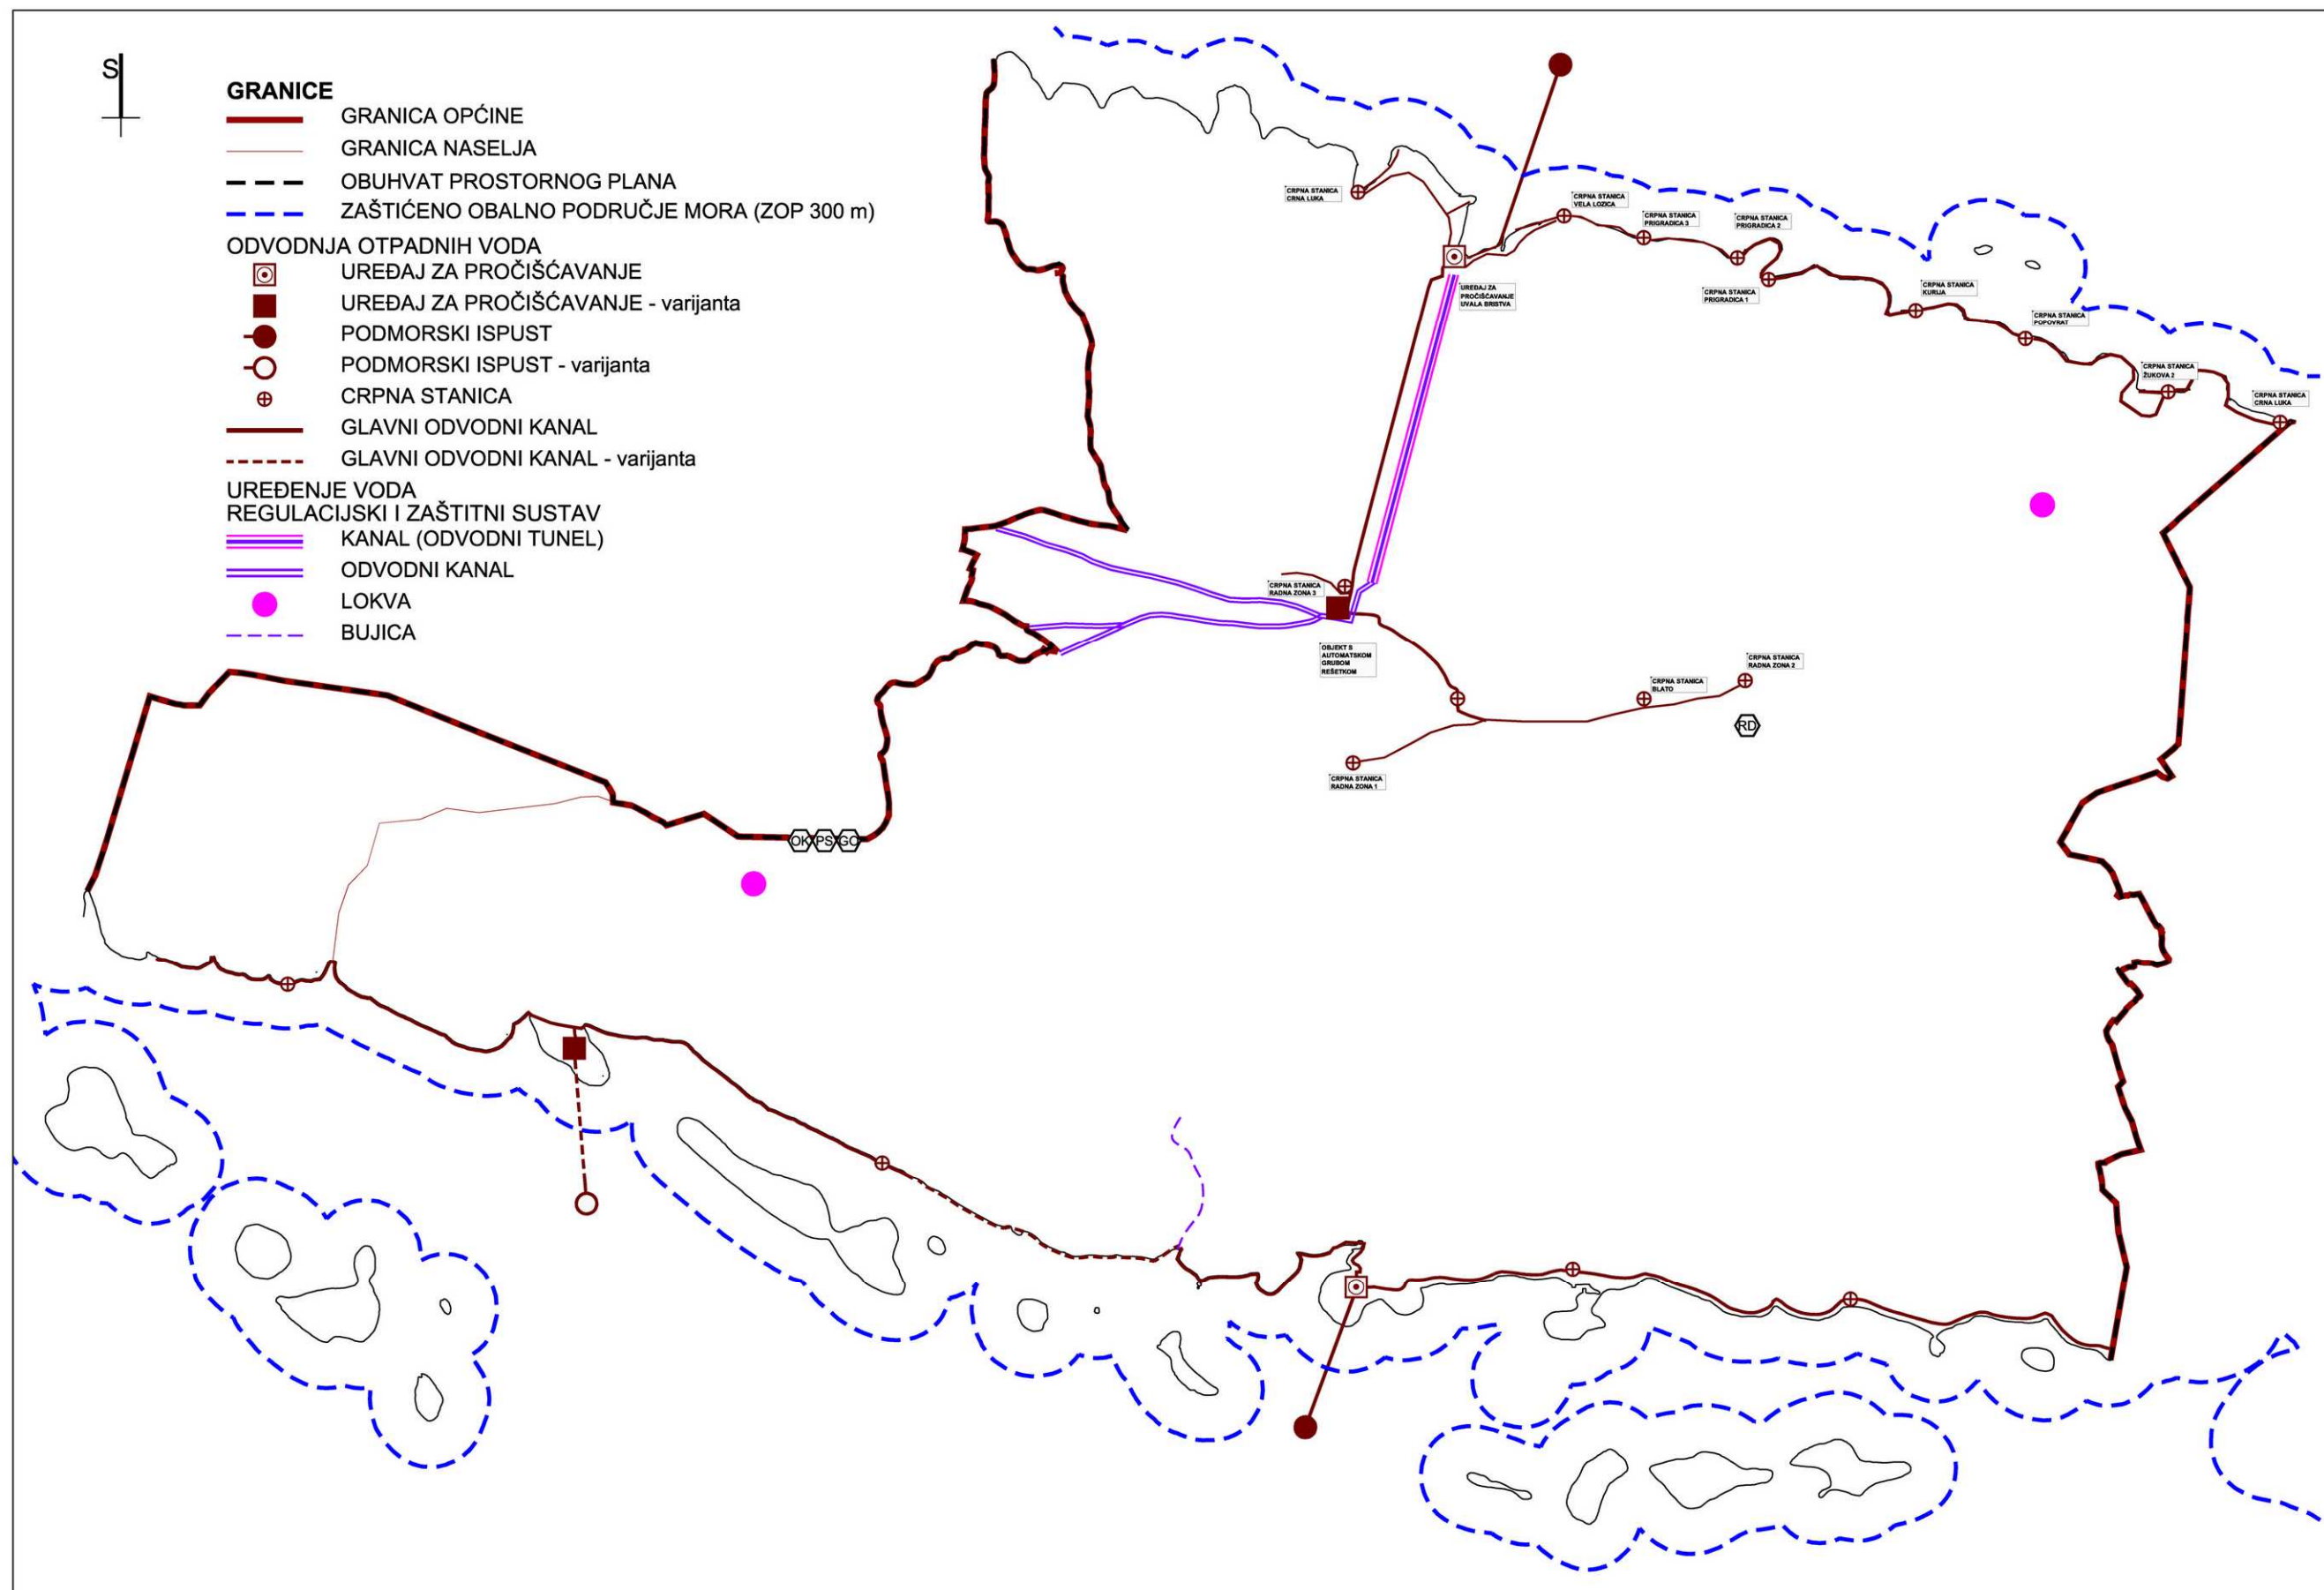 S
GRANICE
GRANICA OPĆINE
GRANICA NASELJA
OBUHVAT PROSTORNOG PLANA
ZAŠTIĆENO OBALNO PODRUČJE MORA (ZOP 300 m)
ODVODNJA OTPADNIH VODA
UREĐAJ ZA PROČIŠĆAVANJE
UREĐAJ ZA PROČIŠĆAVANJE - varijanta
PODMORSKI ISPUST
PODMORSKI ISPUST - varijanta
CRPNA STANICA
GLAVNI ODVODNI KANAL
GLAVNI ODVODNI KANAL - varijanta
UREĐENJE VODA
REGULACIJSKI I ZAŠTITNI SUSTAV
KANAL (ODVODNI TUNEL)
ODVODNI KANAL
LOKVA
BUJICA
CRPNA STANICA
CRNA LUKA
CRPNA STANICA
VELA LOZICA
CRPNA STANICA
PRIGRADICA 3
CRPNA STANICA
PRIGRADICA 2
UREĐAJ ZA
PROČIŠĆAVANJE
UVALA BRISTVA
CRPNA STANICA
PRIGRADICA 1
CRPNA STANICA
KURIJA
CRPNA STANICA
POPOVRAT
CRPNA STANICA
ŽUKOVA 2
CRPNA STANICA
CRNA LUKA
CRPNA STANICA
RADNA ZONA 3
OBJEKT S
AUTOMATSKOM
GRUBOM
REŠETKOM
CRPNA STANICA
RADNA ZONA 2
CRPNA STANICA
BLATO
RD
CRPNA STANICA
RADNA ZONA 1
OK PS GO